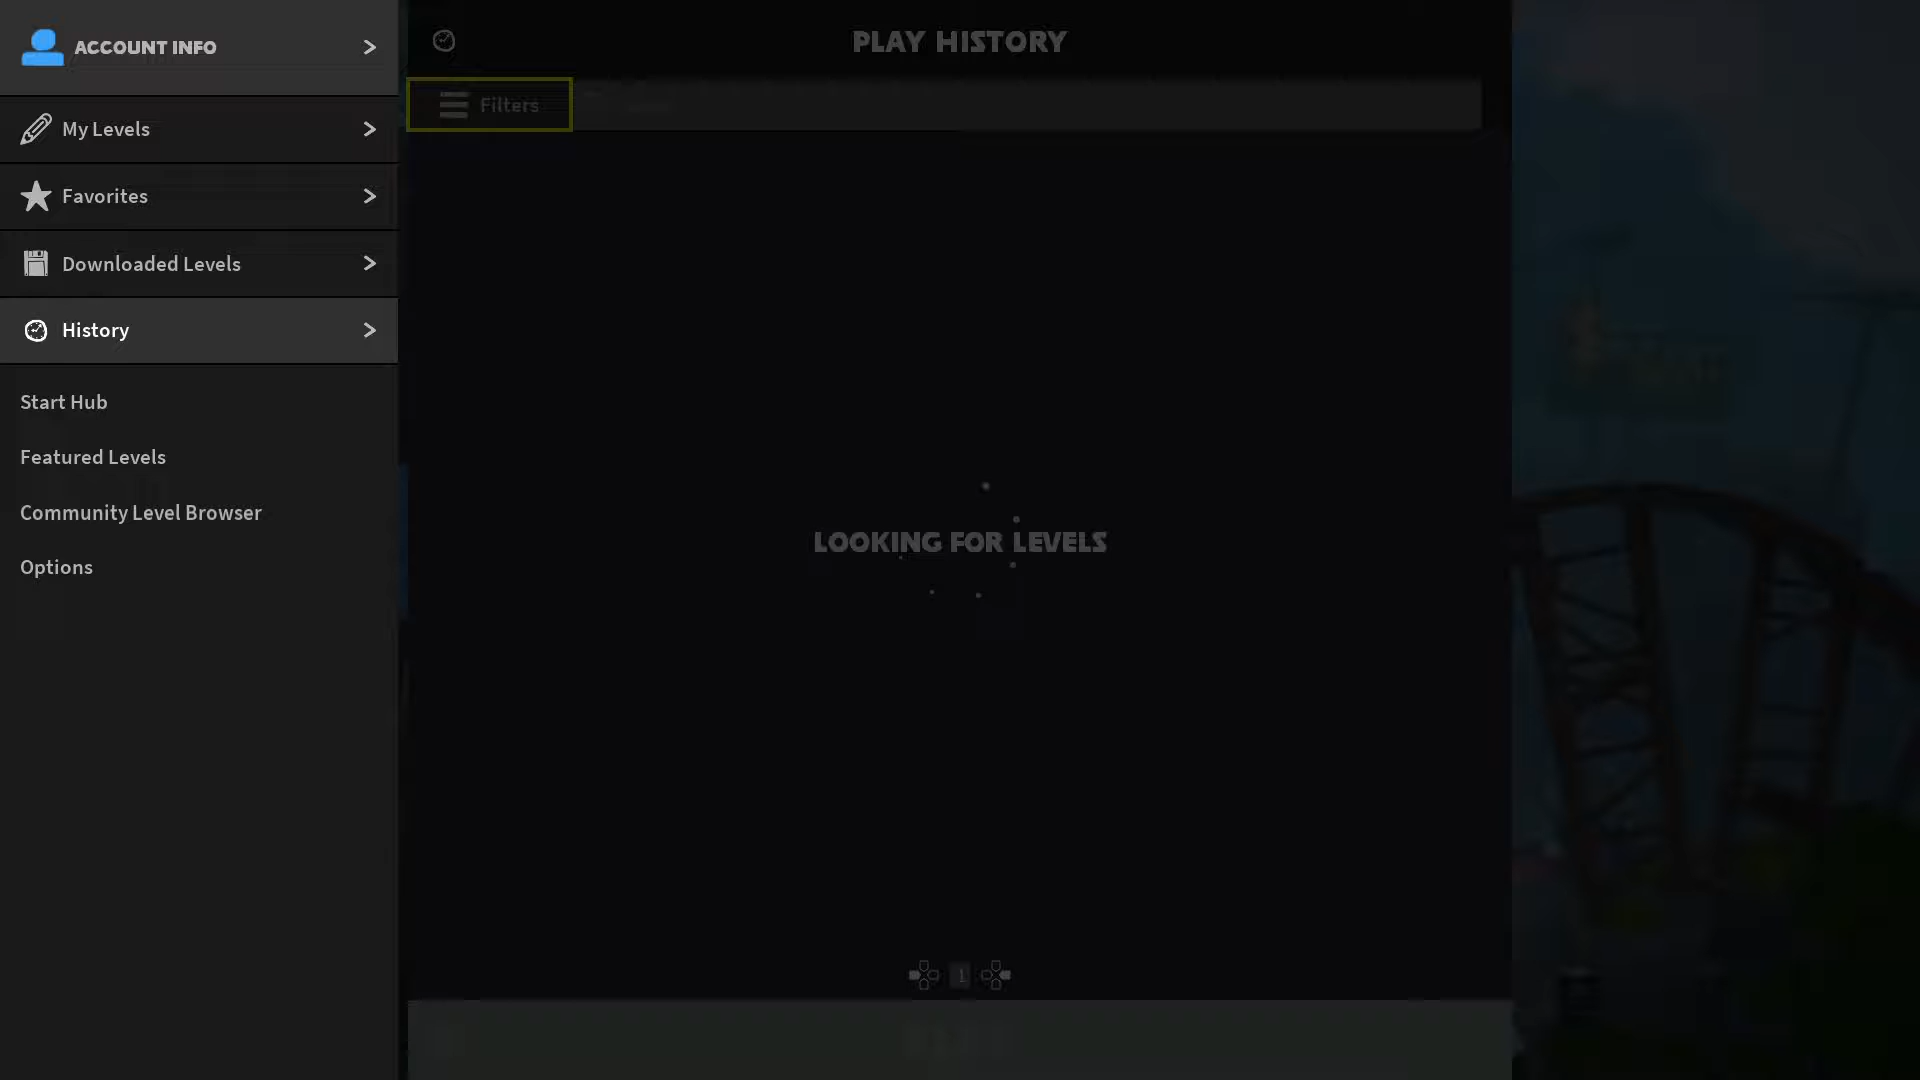 ACCOUNT INFO
My Levels
Favorites
Downloaded Levels
History
Start Hub
Featured Levels
Community Level Browser
Options
PLAY HISTORY
Filters
LOOKING FOR LEVELS
1